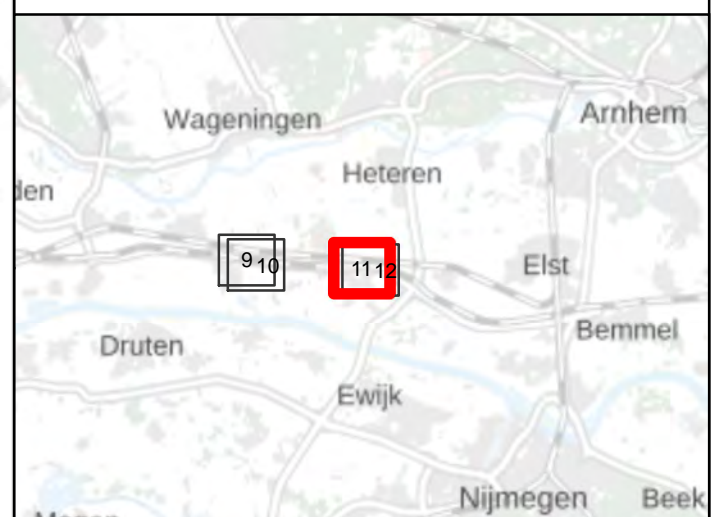 Arnhem
Wageningen
Heteren
den
9 10
11 12
Elst
Bemmel
Druten
Ewijk
Nijmegen Beek